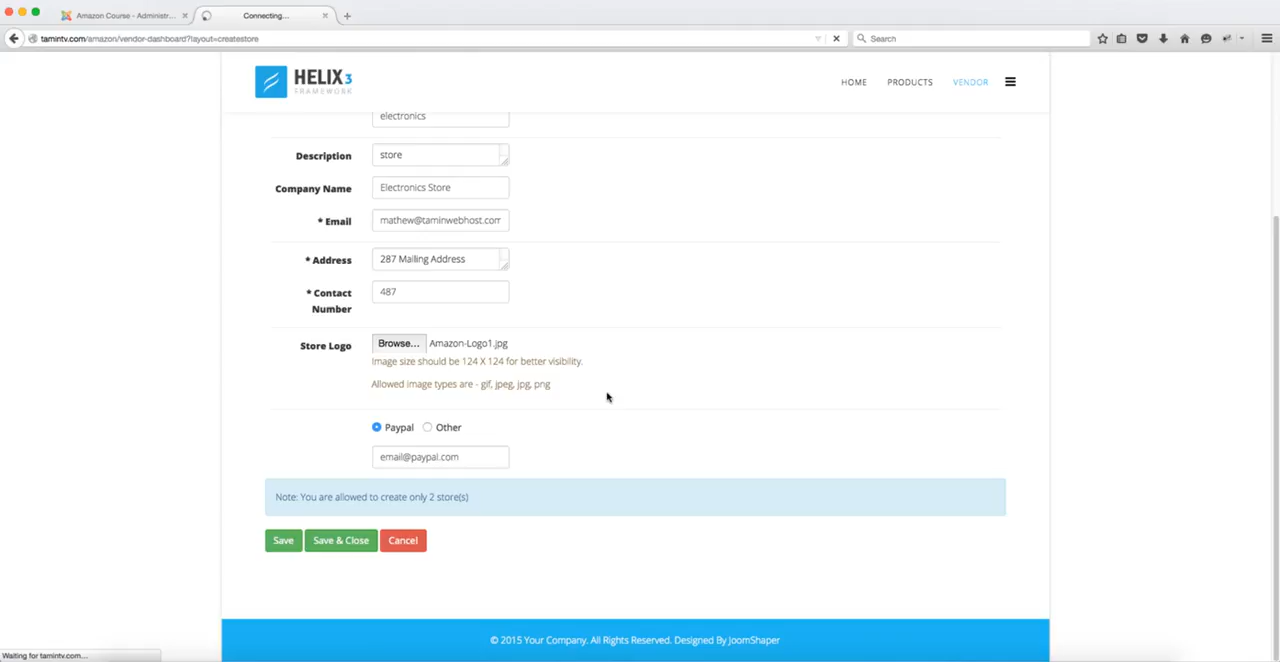 Amazon Course - Administr...
Connecting...
tamintv.com/amazon/vendor-dashboard?layout=createstore
Search
HELIX3
FRAMEWORK
HOME
PRODUCTS
VENDOR
electronics
Description
store
Company Name
Electronics Store
* Email
mathew@taminwebhost.com
* Address
287 Mailing Address
* Contact
Number
487
Store Logo
Browse... Amazon-Logo1.jpg
Image size should be 124 X 124 for better visibility.
Allowed image types are - gif, jpeg, jpg, png
Paypal Other
email@paypal.com
Note: You are allowed to create only 2 store(s)
Save
Save & Close
Cancel
© 2015 Your Company. All Rights Reserved. Designed By JoomShaper
Waiting for tamintv.com...